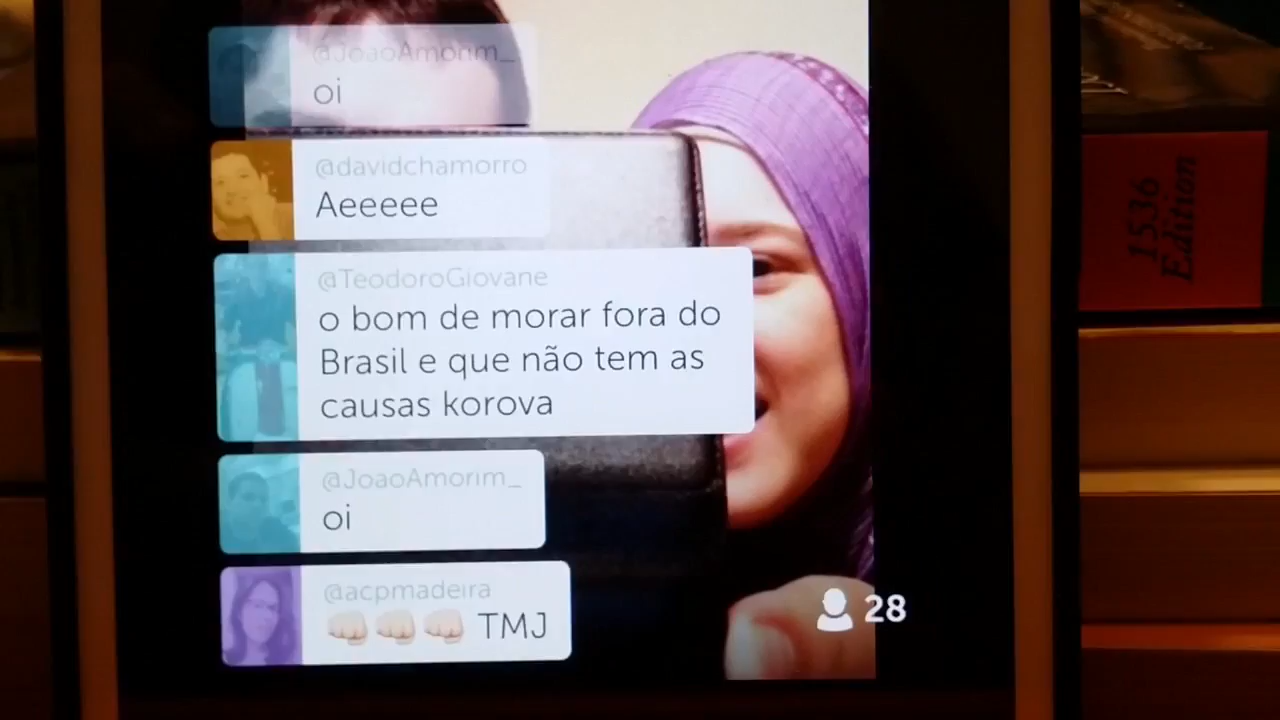 @JoaoAmorim_
oi
@davidchamorro
Aeeeee
@TeodoroGiovane
o bom de morar fora do
Brasil e que não tem as
causas korova
@JoaoAmorim_
oi
@acpmadeira
👊🏻👊🏻👊🏻 TMJ
28
1536
Edition